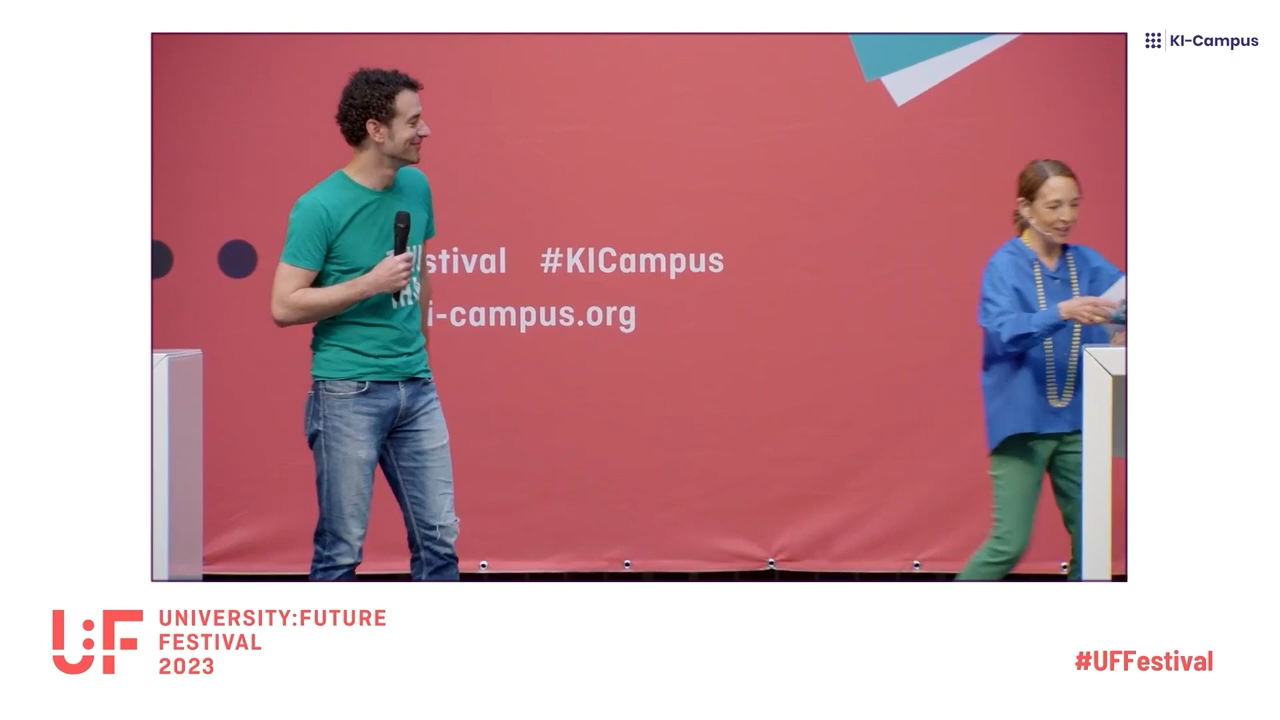 KI-Campus
stival #KICampus
i-campus.org
U:F
UNIVERSITY:FUTURE
FESTIVAL
2023
#UFFestival